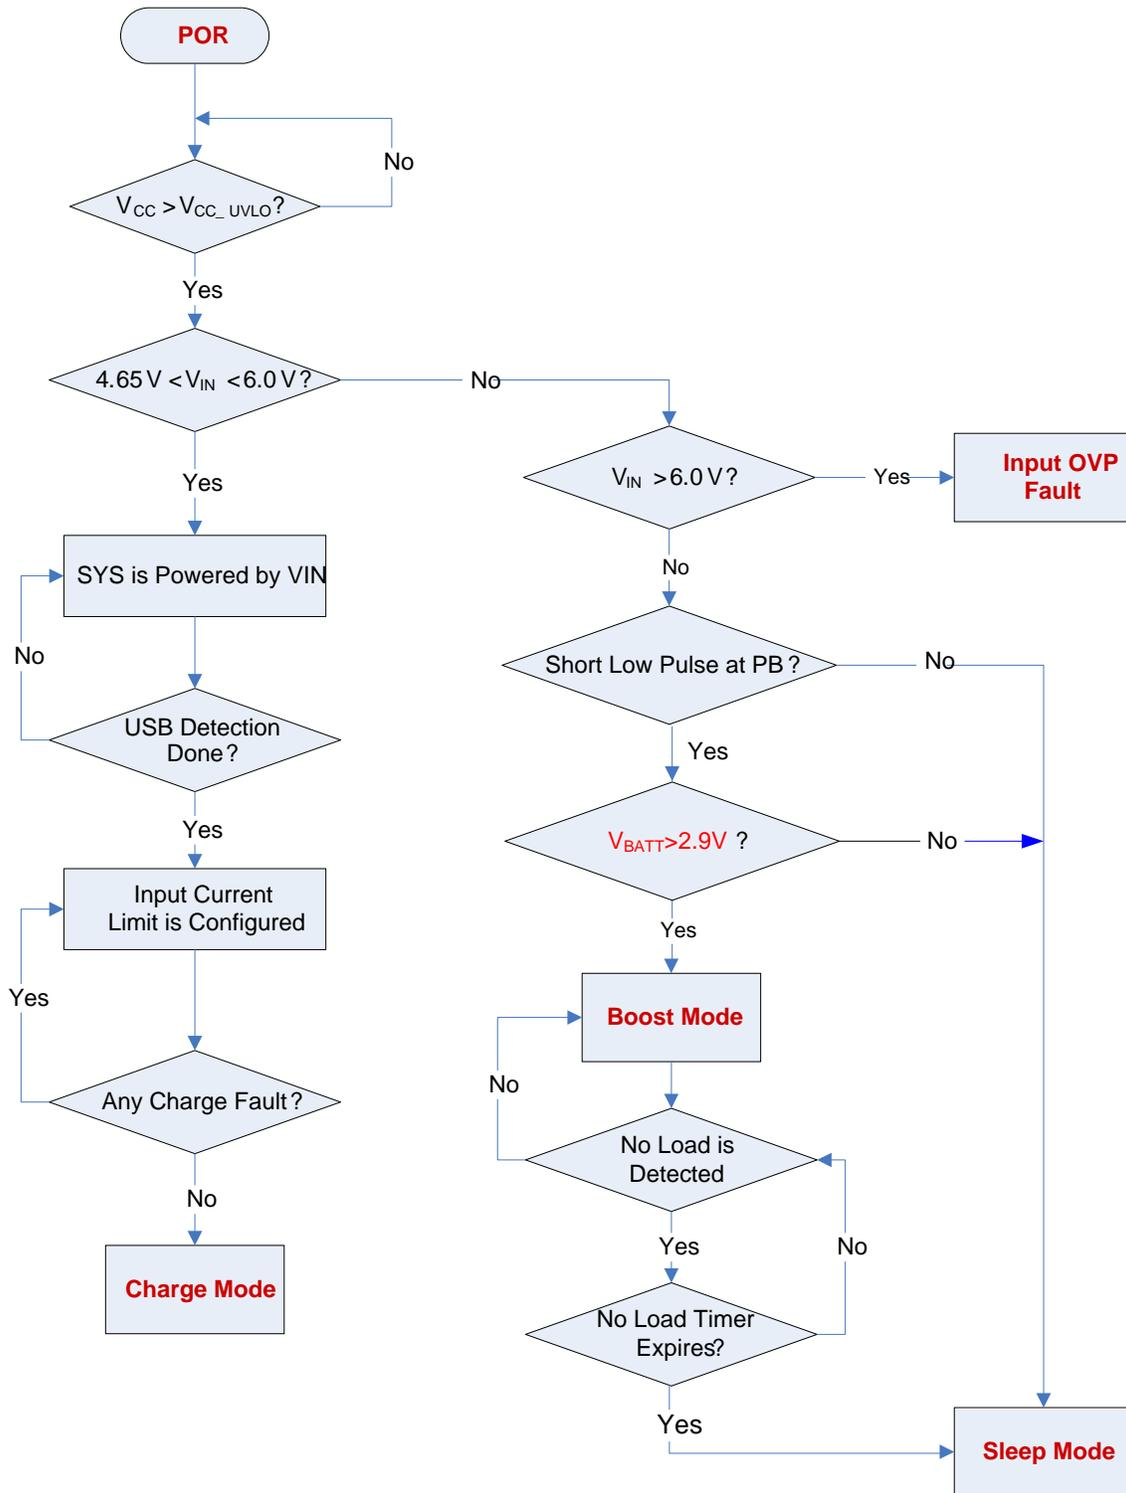 POR
No
VCC >VCC_ UVLO?
Yes
4.65 V < VIN < 6.0 V ?
No
Yes
VIN > 6.0 V ?
Yes
Input OVP
Fault
No
SYS is Powered by VIN
No
Short Low Pulse at PB ?
No
USB Detection
Done ?
Yes
Yes
VBATT>2.9V ?
No
Input Current
Limit is Configured
Yes
Yes
Boost Mode
No
Any Charge Fault ?
No Load is
Detected
No
Yes
No
Charge Mode
No Load Timer
Expires?
Yes
Sleep Mode